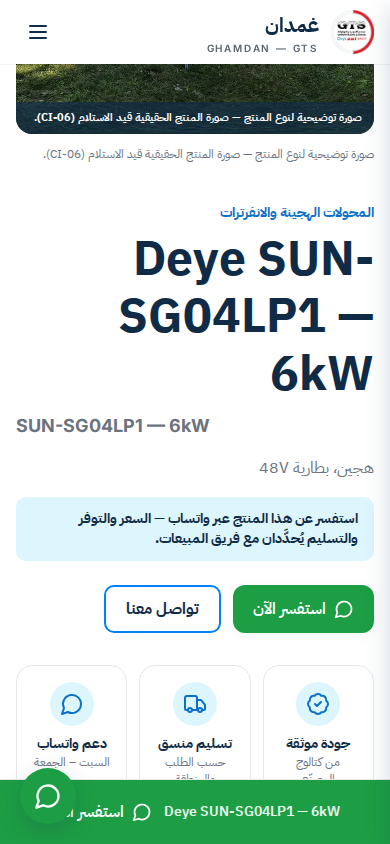 غمدان
GHAMDAN — GTS
GTS
صورة توضيحية لنوع المنتج — صورة المنتج الحقيقية قيد الاستلام (CI-06).
صورة توضيحية لنوع المنتج — صورة المنتج الحقيقية قيد الاستلام (CI-06).
المحولات الهجينة والانفرترات
Deye SUN-
SG04LP1 —
6kW
SUN-SG04LP1 — 6kW
هجين، بطارية 48V
استفسر عن هذا المنتج عبر واتساب — السعر والتوفر
والتسليم يُحدَّدان مع فريق المبيعات.
استفسر الآن
تواصل معنا
جودة موثقة
من كتالوج
تسليم منسق
حسب الطلب
دعم واتساب
السبت – الجمعة
Deye SUN-SG04LP1 — 6kW
استفسر